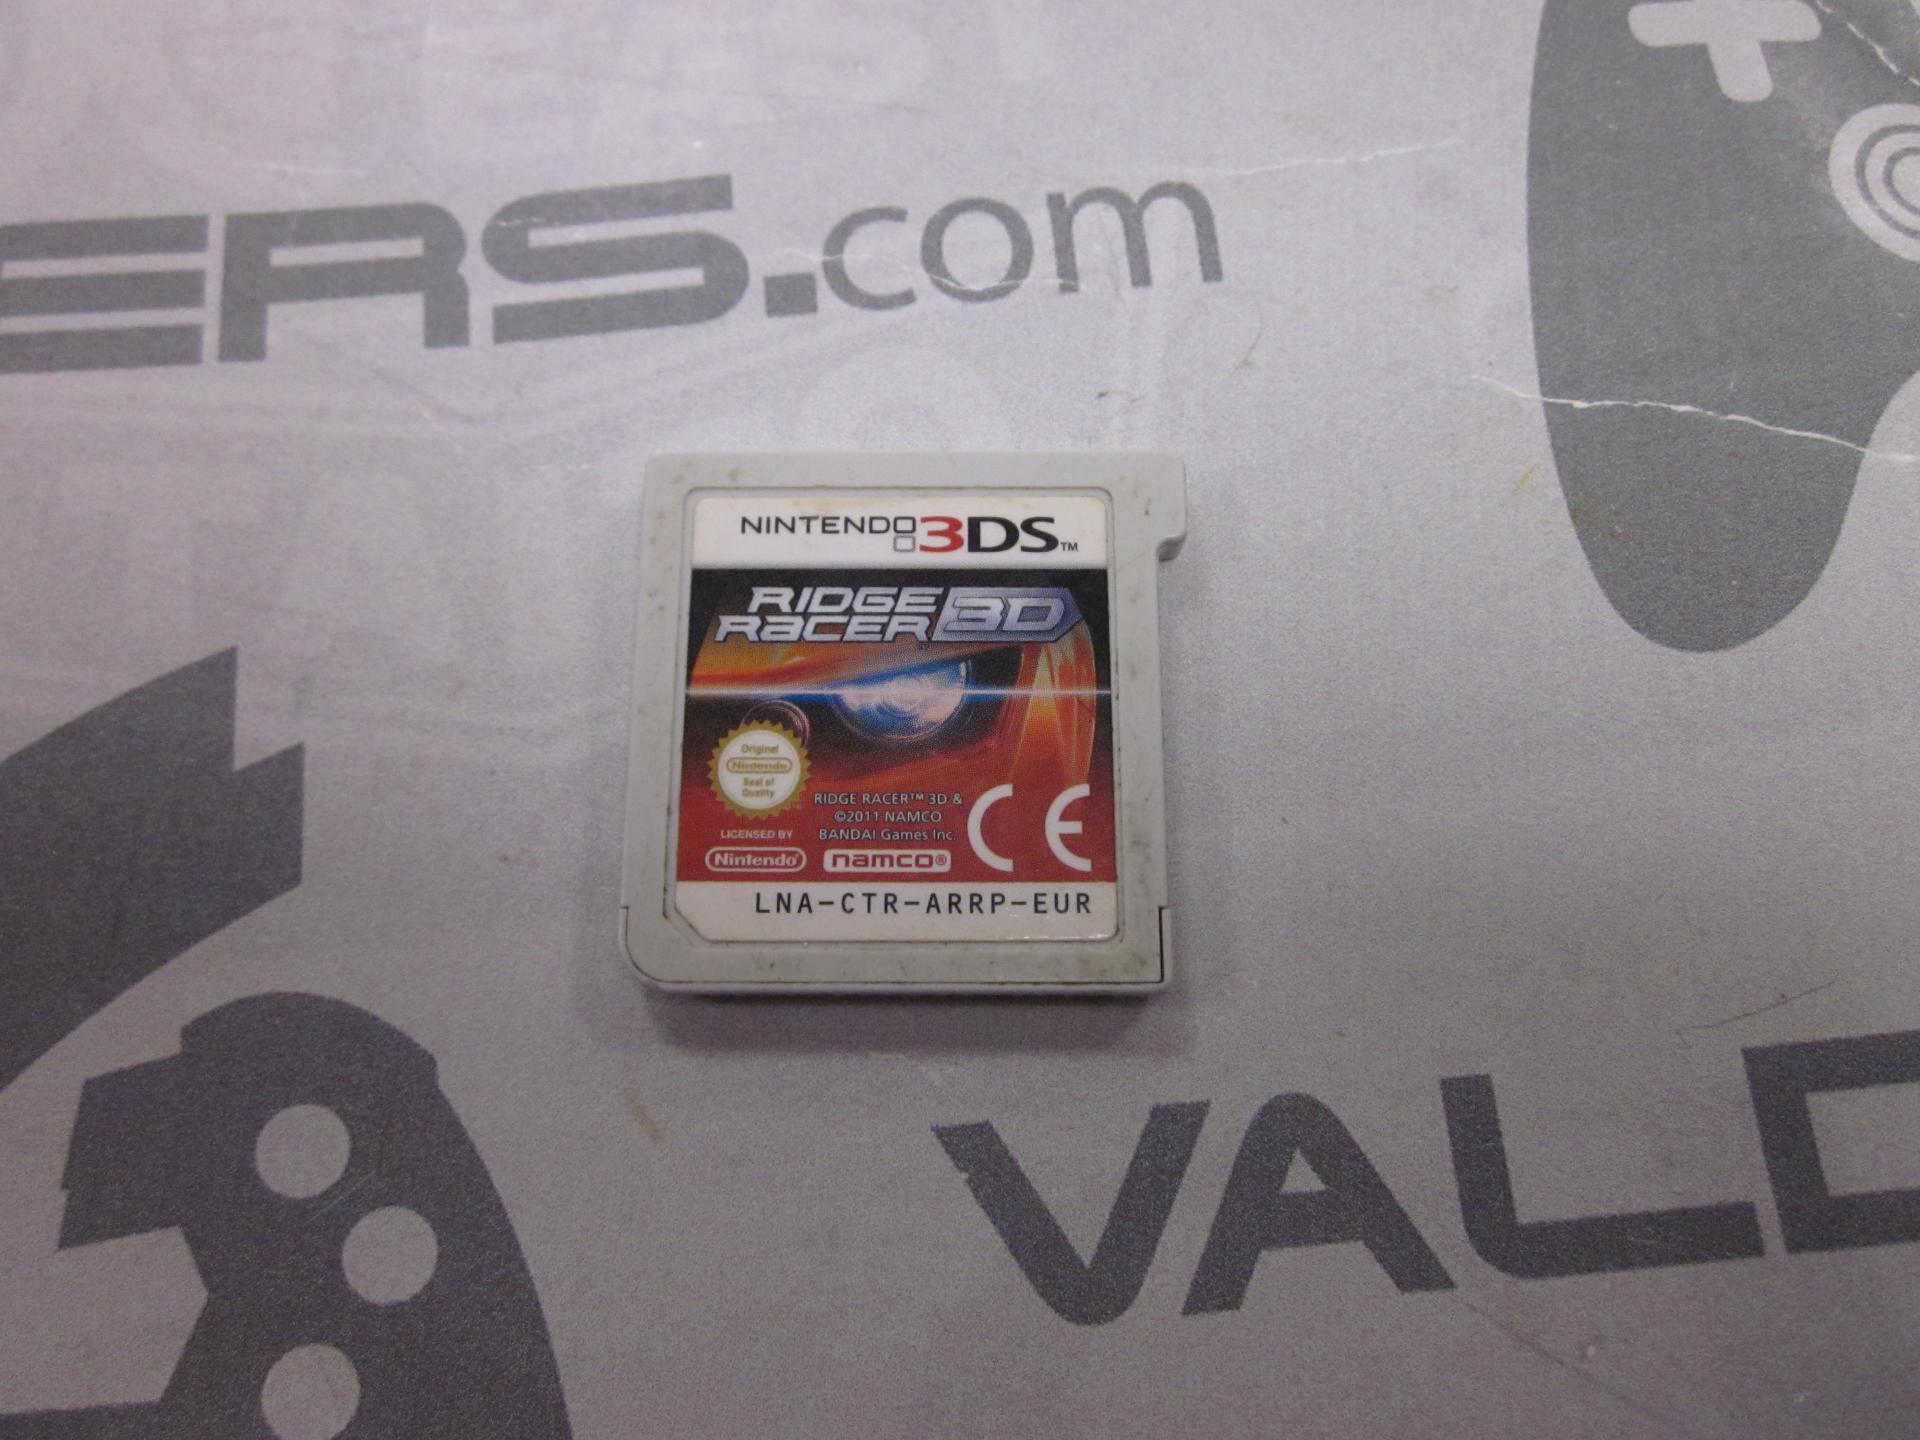 ERS.com
NINTENDO 3DS™
RIDGE
RACER 3D
Original
Nintendo
Seal of
Quality
RIDGE RACER™ 3D &
©2011 NAMCO
BANDAI Games Inc.
LICENSED BY
Nintendo®
namco®
CE
LNA-CTR-ARRP-EUR
VALD